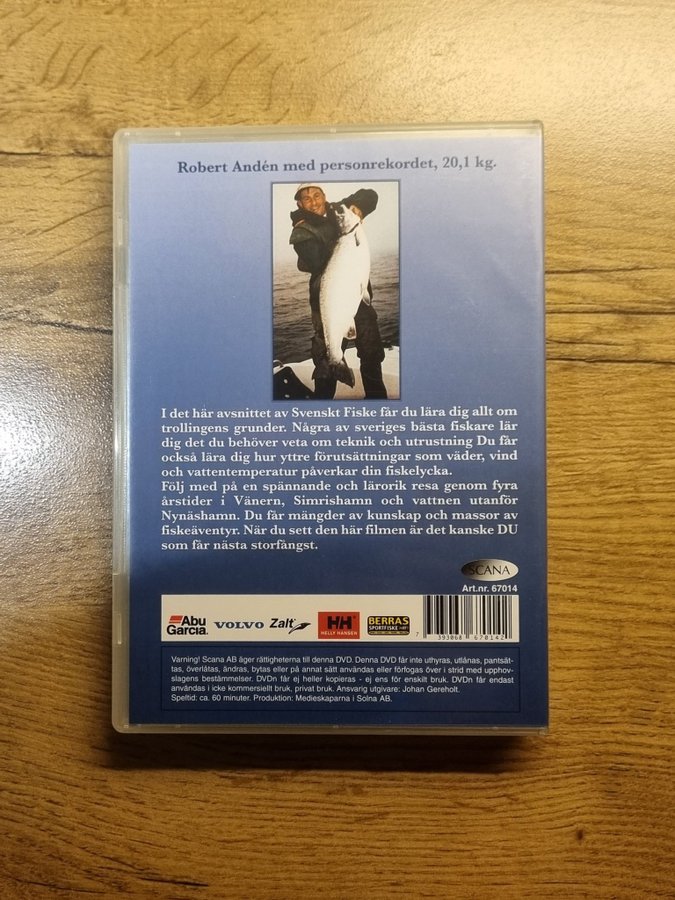 Robert Andén med personrekordet, 20,1 kg.
I det här avsnittet av Svenskt Fiske får du lära dig allt om
trollingens grunder. Några av sveriges bästa fiskare lär
dig det du behöver veta om teknik och utrustning Du får
också lära dig hur yttre förutsättningar som väder, vind
och vattentemperatur påverkar din fiskelycka.
Följ med på en spännande och lärorik resa genom fyra
årstider i Vänern, Simrishamn och vattnen utanför
Nynäshamn. Du får mängder av kunskap och massor av
fiskeäventyr. När du sett den här filmen är det kanske DU
som får nästa storfångst.
SCANA
Art.nr. 67014
Abu
Garcia.
VOLVO
Zalt
HH
HELLY HANSEN
BERRAS
SPORTFISKE
7 393068 670142
Varning! Scana AB äger rättigheterna till denna DVD. Denna DVD får inte uthyras, utlånas, pantsät-
tas, överlåtas, ändras, bytas eller på annat sätt användas eller förfogas över i strid med upphov-
slagens bestämmelser. DVDn får ej heller kopieras - ej ens för enskilt bruk. DVDn får endast
användas i icke kommersiellt bruk, privat bruk. Ansvarig utgivare: Johan Gereholt.
Speltid: ca. 60 minuter. Produktion: Medieskaparna i Solna AB.